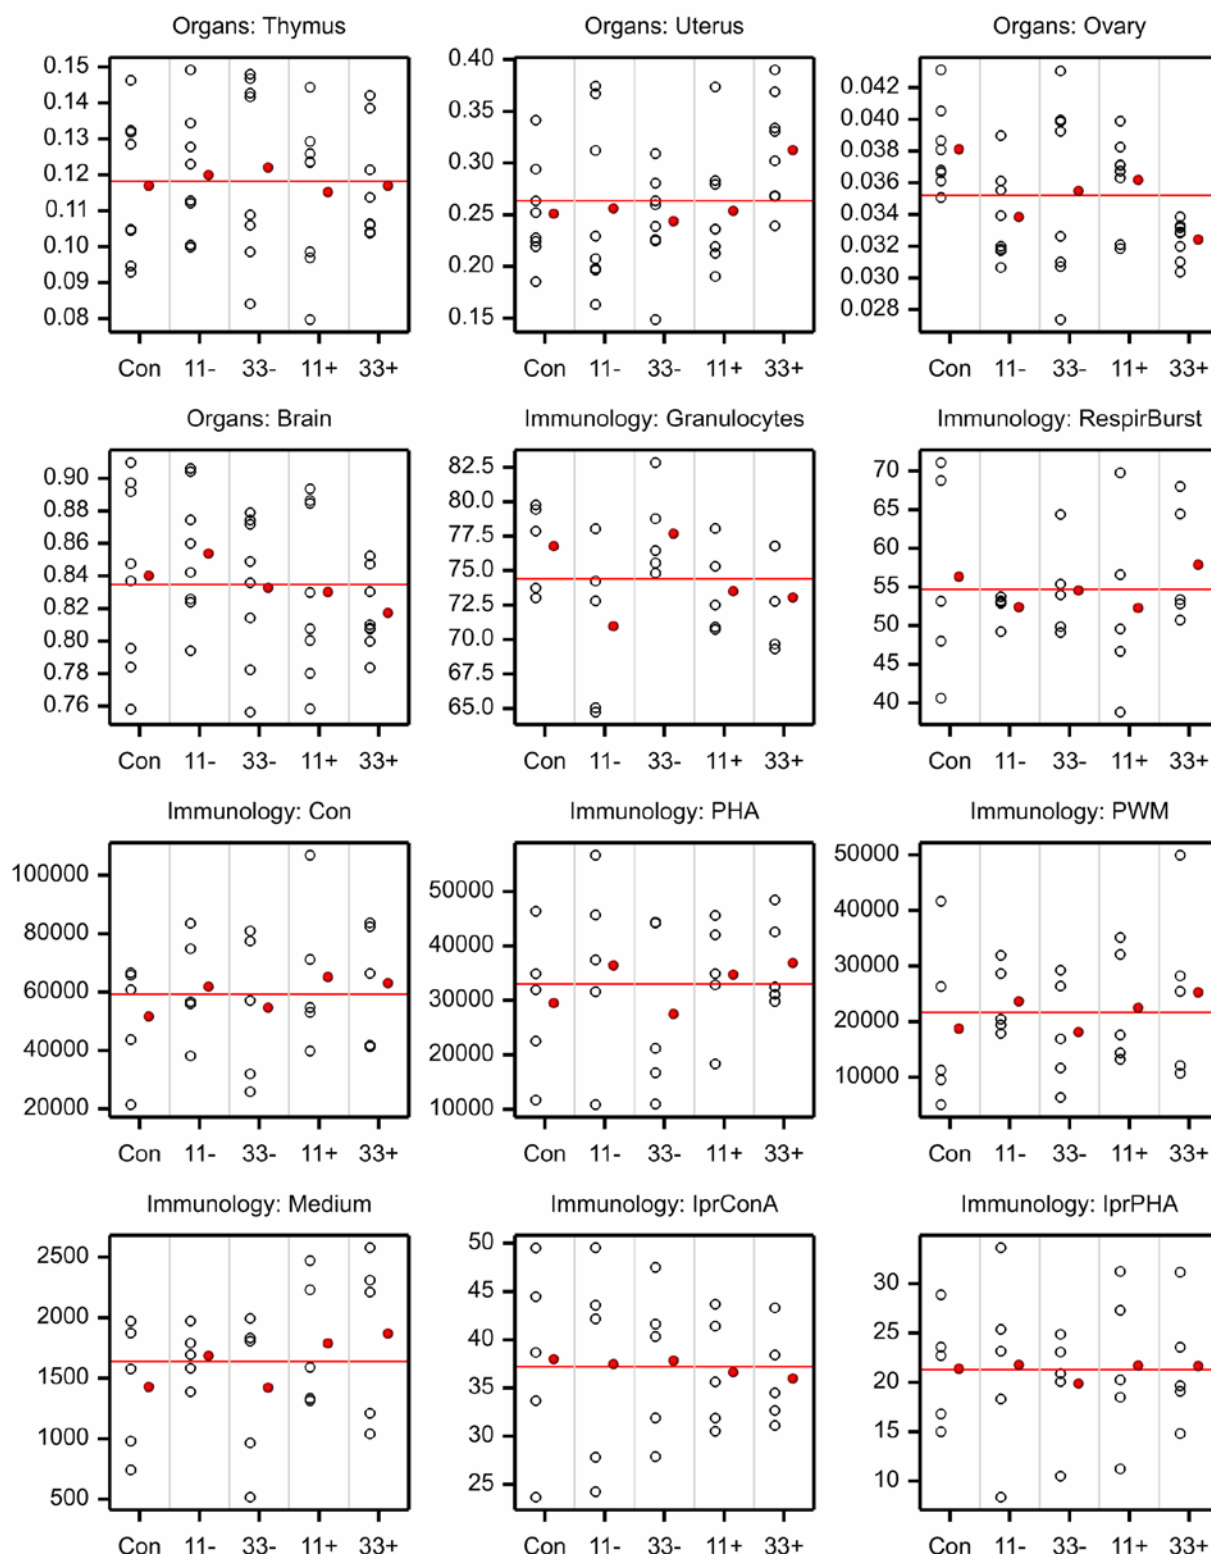 Organs: Thymus Organs: Uterus Organs: Ovary
0.15 0.14 0.13 0.12 0.11 0.10 0.09 0.08
0.40 0.35 0.30 0.25 0.20 0.15
0.042 0.040 0.038 0.036 0.034 0.032 0.030 0.028
Con 11- 33- 11+ 33+ Con 11- 33- 11+ 33+ Con 11- 33- 11+ 33+
Organs: Brain Immunology: Granulocytes Immunology: RespirBurst
0.90 0.88 0.86 0.84 0.82 0.80 0.78 0.76
82.5 80.0 77.5 75.0 72.5 70.0 67.5 65.0
70 65 60 55 50 45 40
Con 11- 33- 11+ 33+ Con 11- 33- 11+ 33+ Con 11- 33- 11+ 33+
Immunology: Con Immunology: PHA Immunology: PWM
100000 80000 60000 40000 20000
50000 40000 30000 20000 10000
50000 40000 30000 20000 10000
Con 11- 33- 11+ 33+ Con 11- 33- 11+ 33+ Con 11- 33- 11+ 33+
Immunology: Medium Immunology: IprConA Immunology: IprPHA
2500 2000 1500 1000 500
50 45 40 35 30 25
30 25 20 15 10
Con 11- 33- 11+ 33+ Con 11- 33- 11+ 33+ Con 11- 33- 11+ 33+